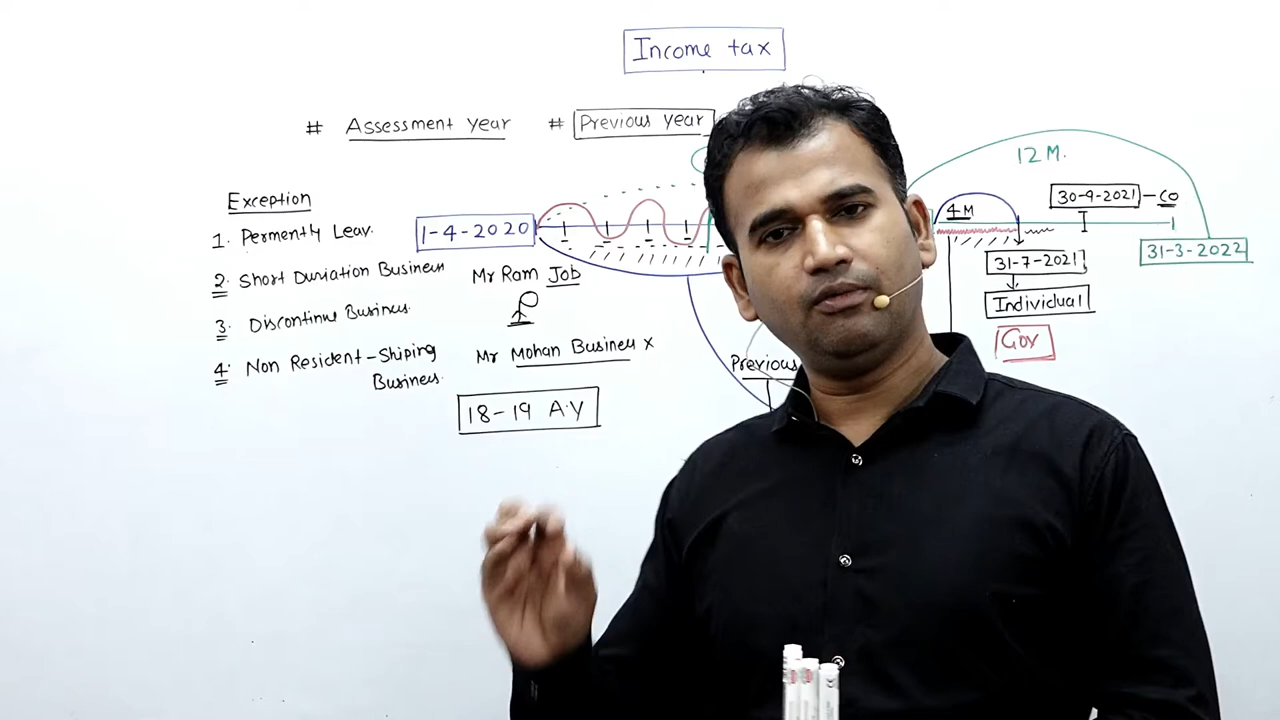 Income tax
# Assessment year # Previous year
12 M.
Exception
1. Permently Leav.
2. Short Duriation Business
3. Discontinue Business.
4. Non Resident - Shiping
Business.
1-4-2020
Mr Ram Job
Mr Mohan Business x
18-19 A.Y
Previous
4 M
30-9-2021 - CO
31-7-2021
31-3-2022
Individual
Gov